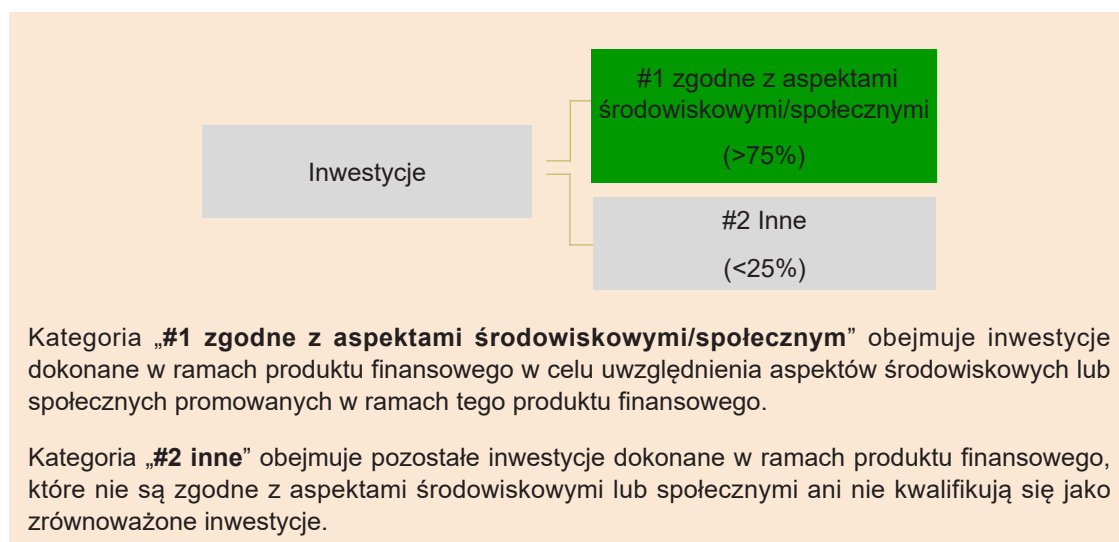 #1 zgodne z aspektami
środowiskowymi/społecznymi
(>75%)
Inwestycje
#2 Inne
(<25%)
Kategoria „#1 zgodne z aspektami środowiskowymi/społecznym” obejmuje inwestycje
dokonane w ramach produktu finansowego w celu uwzględnienia aspektów środowiskowych lub
społecznych promowanych w ramach tego produktu finansowego.
Kategoria „#2 inne” obejmuje pozostałe inwestycje dokonane w ramach produktu finansowego,
które nie są zgodne z aspektami środowiskowymi lub społecznymi ani nie kwalifikują się jako
zrównoważone inwestycje.